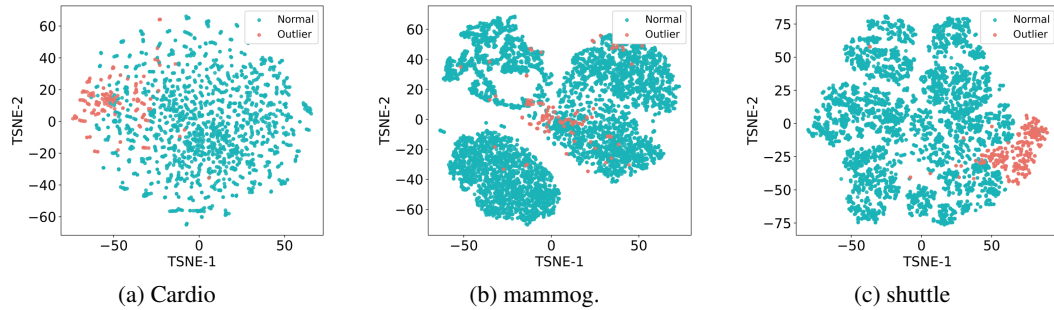 Normal
Outlier
60
40
20
0
−20
−40
−60
TSNE-2
−50
0
50
TSNE-1
(a) Cardio
Normal
Outlier
60
40
20
0
−20
−40
−60
TSNE-2
−50
0
50
TSNE-1
(b) mammog.
Normal
Outlier
75
50
25
0
−25
−50
−75
TSNE-2
−50
0
50
TSNE-1
(c) shuttle